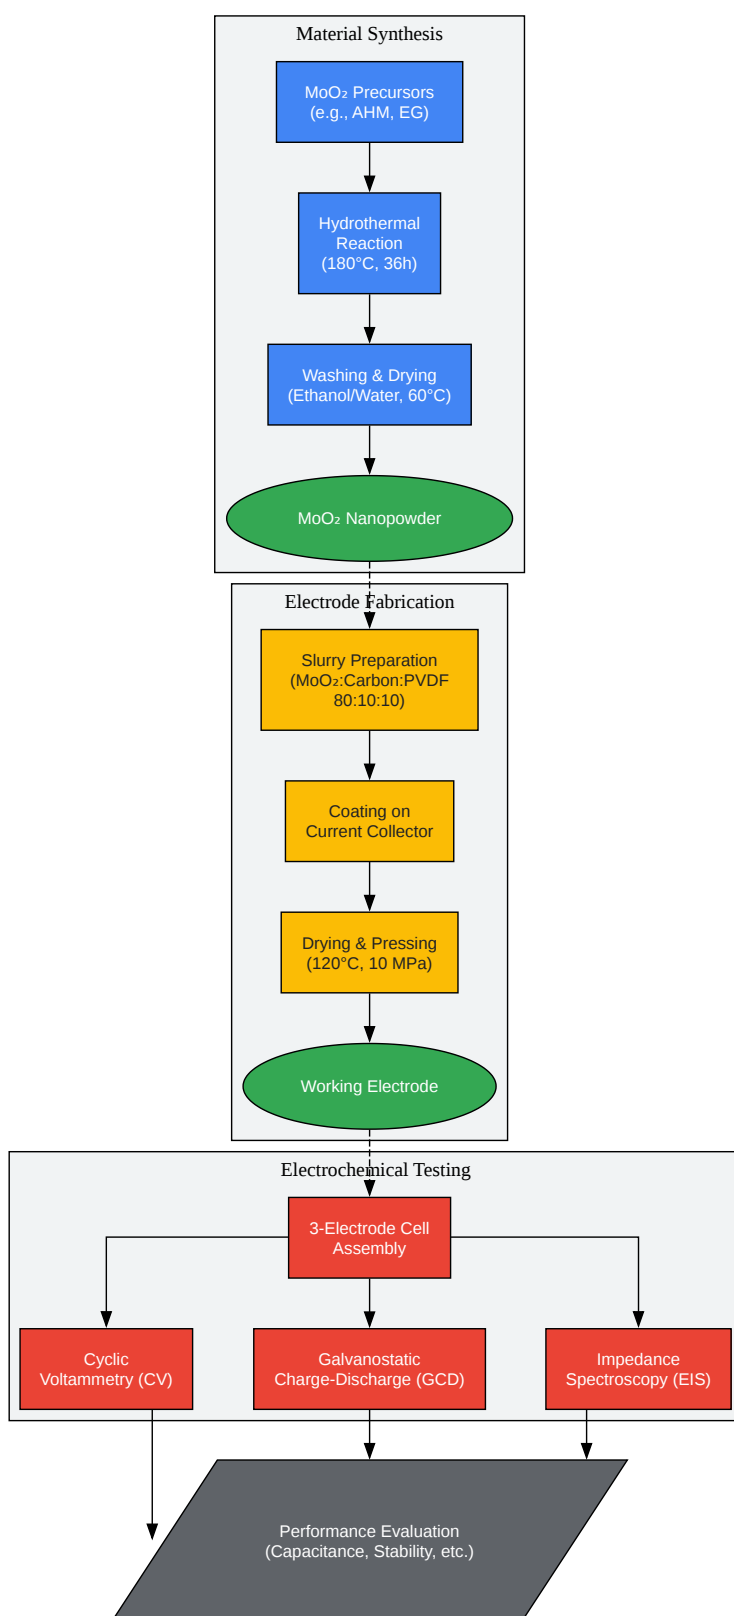 Material Synthesis
MoO₂ Precursors
(e.g., AHM, EG)
Hydrothermal
Reaction
(180°C, 36h)
Washing & Drying
(Ethanol/Water, 60°C)
MoO₂ Nanopowder
Electrode Fabrication
Slurry Preparation
(MoO₂:Carbon:PVDF
80:10:10)
Coating on
Current Collector
Drying & Pressing
(120°C, 10 MPa)
Working Electrode
Electrochemical Testing
3-Electrode Cell
Assembly
Cyclic
Voltammetry (CV)
Galvanostatic
Charge-Discharge (GCD)
Impedance
Spectroscopy (EIS)
Performance Evaluation
(Capacitance, Stability, etc.)